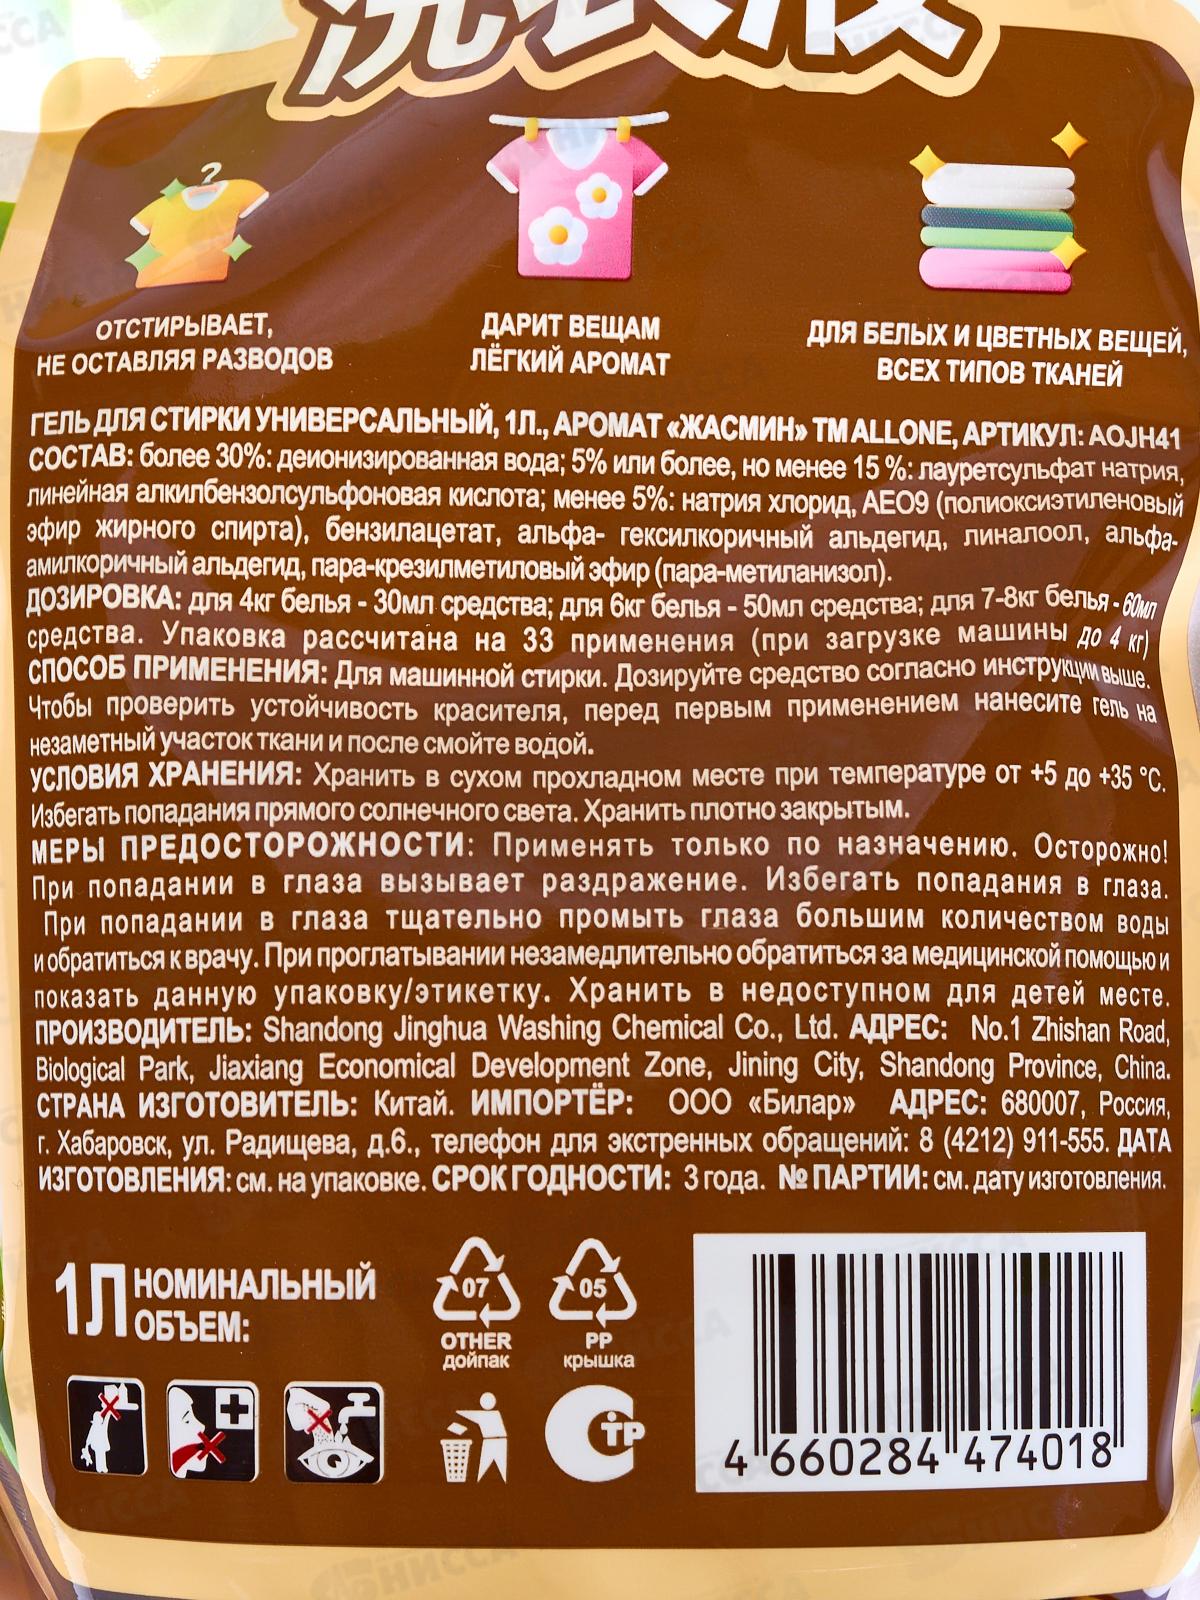 洗衣液
ОТСТИРЫВАЕТ,
НЕ ОСТАВЛЯЯ РАЗВОДОВ
ДАРИТ ВЕЩАМ
ЛЁГКИЙ АРОМАТ
ДЛЯ БЕЛЫХ И ЦВЕТНЫХ ВЕЩЕЙ,
ВСЕХ ТИПОВ ТКАНЕЙ
ГЕЛЬ ДЛЯ СТИРКИ УНИВЕРСАЛЬНЫЙ, 1Л., АРОМАТ «ЖАСМИН» ТМ ALLONE, АРТИКУЛ: AOJH41
СОСТАВ: более 30%: деионизированная вода; 5% или более, но менее 15 %: лауретсульфат натрия,
линейная алкилбензолсульфоновая кислота; менее 5%: натрия хлорид, АЕО9 (полиоксиэтиленовый
эфир жирного спирта), бензилацетат, альфа- гексилкоричный альдегид, линалоол, альфа-
амилкоричный альдегид, пара-крезилметиловый эфир (пара-метиланизол).
ДОЗИРОВКА: для 4кг белья - 30мл средства; для 6кг белья - 50мл средства; для 7-8кг белья - 60мл
средства. Упаковка рассчитана на 33 применения (при загрузке машины до 4 кг)
СПОСОБ ПРИМЕНЕНИЯ: Для машинной стирки. Дозируйте средство согласно инструкции выше.
Чтобы проверить устойчивость красителя, перед первым применением нанесите гель на
незаметный участок ткани и после смойте водой.
УСЛОВИЯ ХРАНЕНИЯ: Хранить в сухом прохладном месте при температуре от +5 до +35 °С.
Избегать попадания прямого солнечного света. Хранить плотно закрытым.
МЕРЫ ПРЕДОСТОРОЖНОСТИ: Применять только по назначению. Осторожно!
При попадании в глаза вызывает раздражение. Избегать попадания в глаза.
При попадании в глаза тщательно промыть глаза большим количеством воды
и обратиться к врачу. При проглатывании незамедлительно обратиться за медицинской помощью и
показать данную упаковку/этикетку. Хранить в недоступном для детей месте.
ПРОИЗВОДИТЕЛЬ: Shandong Jinghua Washing Chemical Co., Ltd. АДРЕС: No.1 Zhishan Road,
Biological Park, Jiaxiang Economical Development Zone, Jining City, Shandong Province, China.
СТРАНА ИЗГОТОВИТЕЛЬ: Китай. ИМПОРТЁР: ООО «Билар» АДРЕС: 680007, Россия,
г. Хабаровск, ул. Радищева, д.6., телефон для экстренных обращений: 8 (4212) 911-555. ДАТА
ИЗГОТОВЛЕНИЯ: см. на упаковке. СРОК ГОДНОСТИ: 3 года. № ПАРТИИ: см. дату изготовления.
1Л НОМИНАЛЬНЫЙ
ОБЪЕМ:
07
OTHER
дойпак
05
PP
крышка
СТР
4 660284 474018